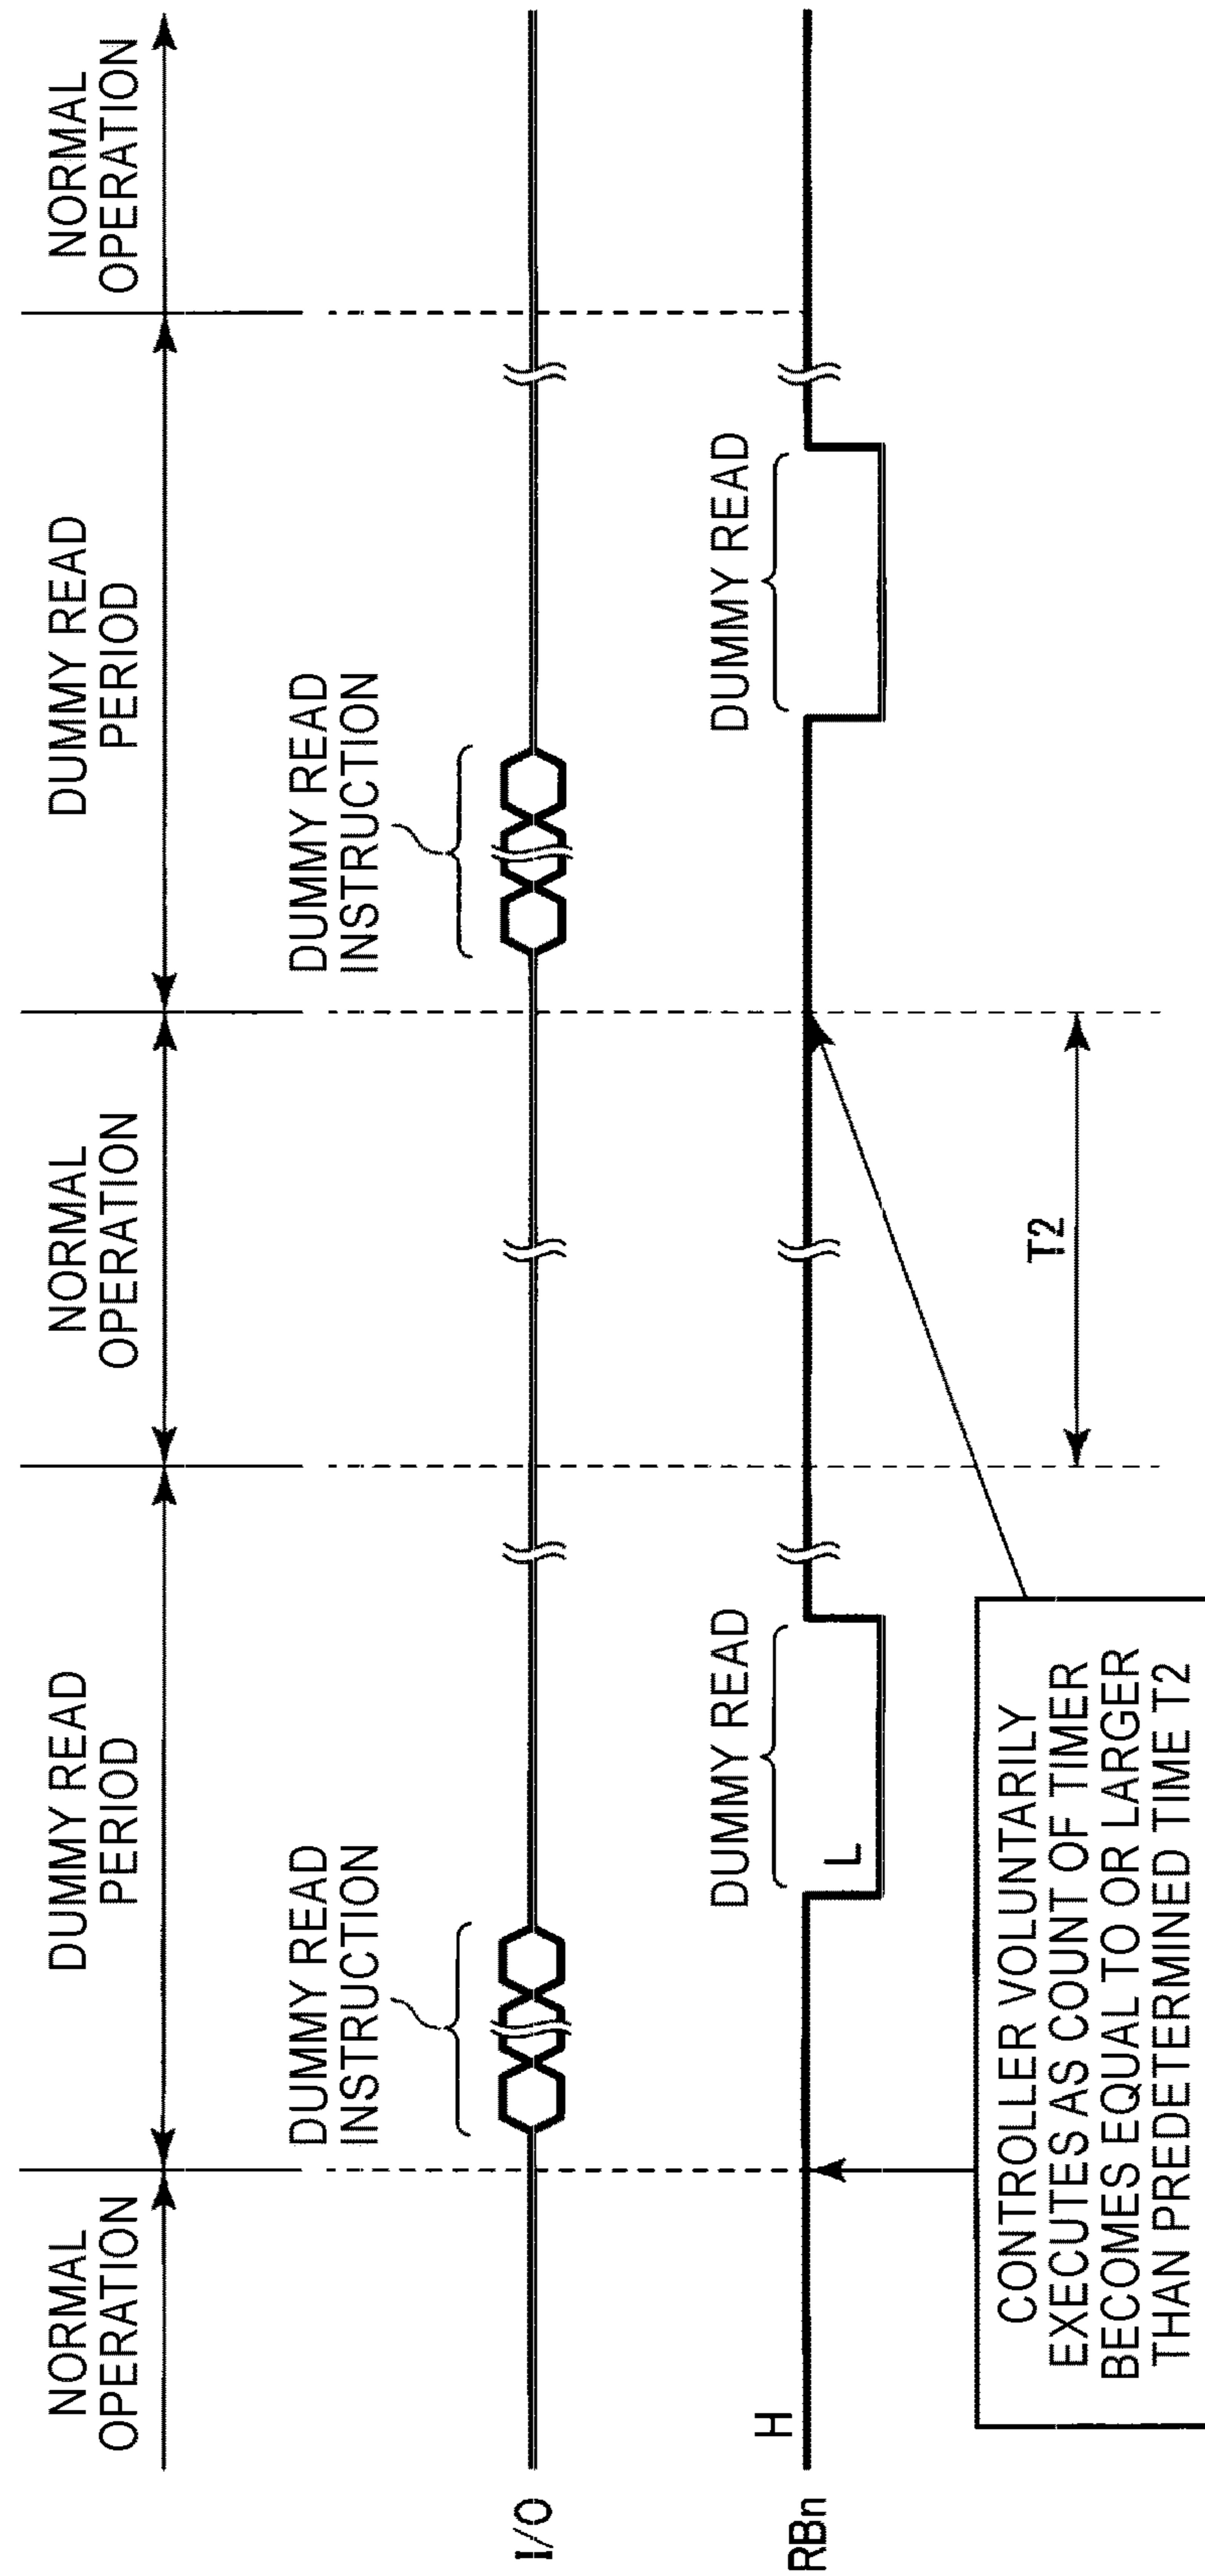 NORMAL
OPERATION
DUMMY READ
PERIOD
NORMAL
OPERATION
DUMMY READ
PERIOD
NORMAL
OPERATION
DUMMY READ
INSTRUCTION
DUMMY READ
INSTRUCTION
I/O
DUMMY READ
DUMMY READ
H
L
RBn
T2
CONTROLLER VOLUNTARILY
EXECUTES AS COUNT OF TIMER
BECOMES EQUAL TO OR LARGER
THAN PREDETERMINED TIME T2